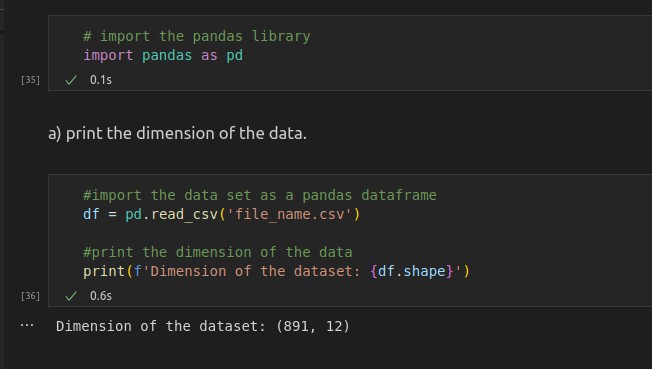 # import the pandas library
import pandas as pd
[35]
0.1s
a) print the dimension of the data.
#import the data set as a pandas dataframe
df = pd.read_csv('file_name.csv')
#print the dimension of the data
print(f'Dimension of the dataset: {df.shape}')
[36]
0.6s
... Dimension of the dataset: (891, 12)